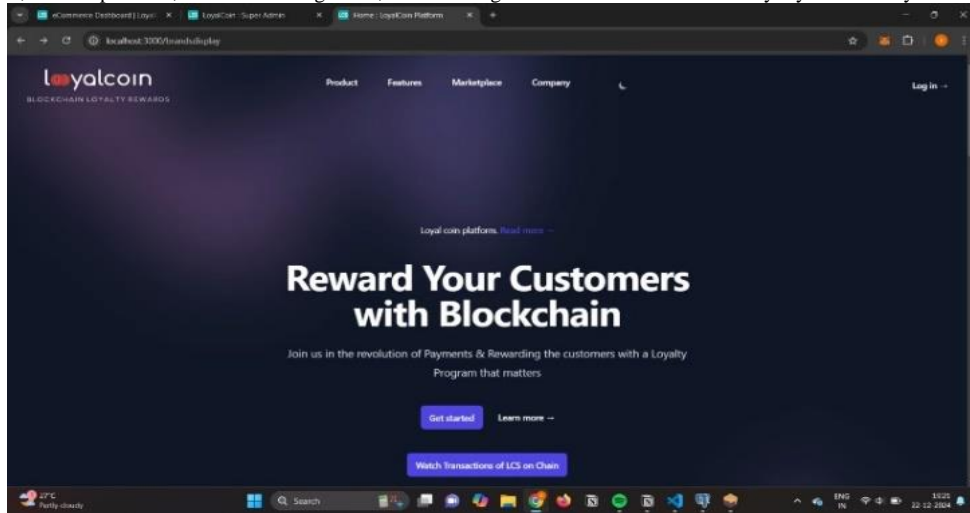 eCommerce Dashboard | Loyal
LoyalCoin : Super Admin
Home : LoyalCoin Platform
localhost:3000/brandsdisplay
loyalcoin
BLOCKCHAIN LOYALTY REWARDS
Product Features Marketplace Company
Log in →
Loyal coin platform. Read more →
Reward Your Customers
with Blockchain
Join us in the revolution of Payments & Rewarding the customers with a Loyalty
Program that matters
Get started Learn more →
Watch Transactions of LCS on Chain
27°C
Partly cloudy
Search
ENG
IN
22-12-2024